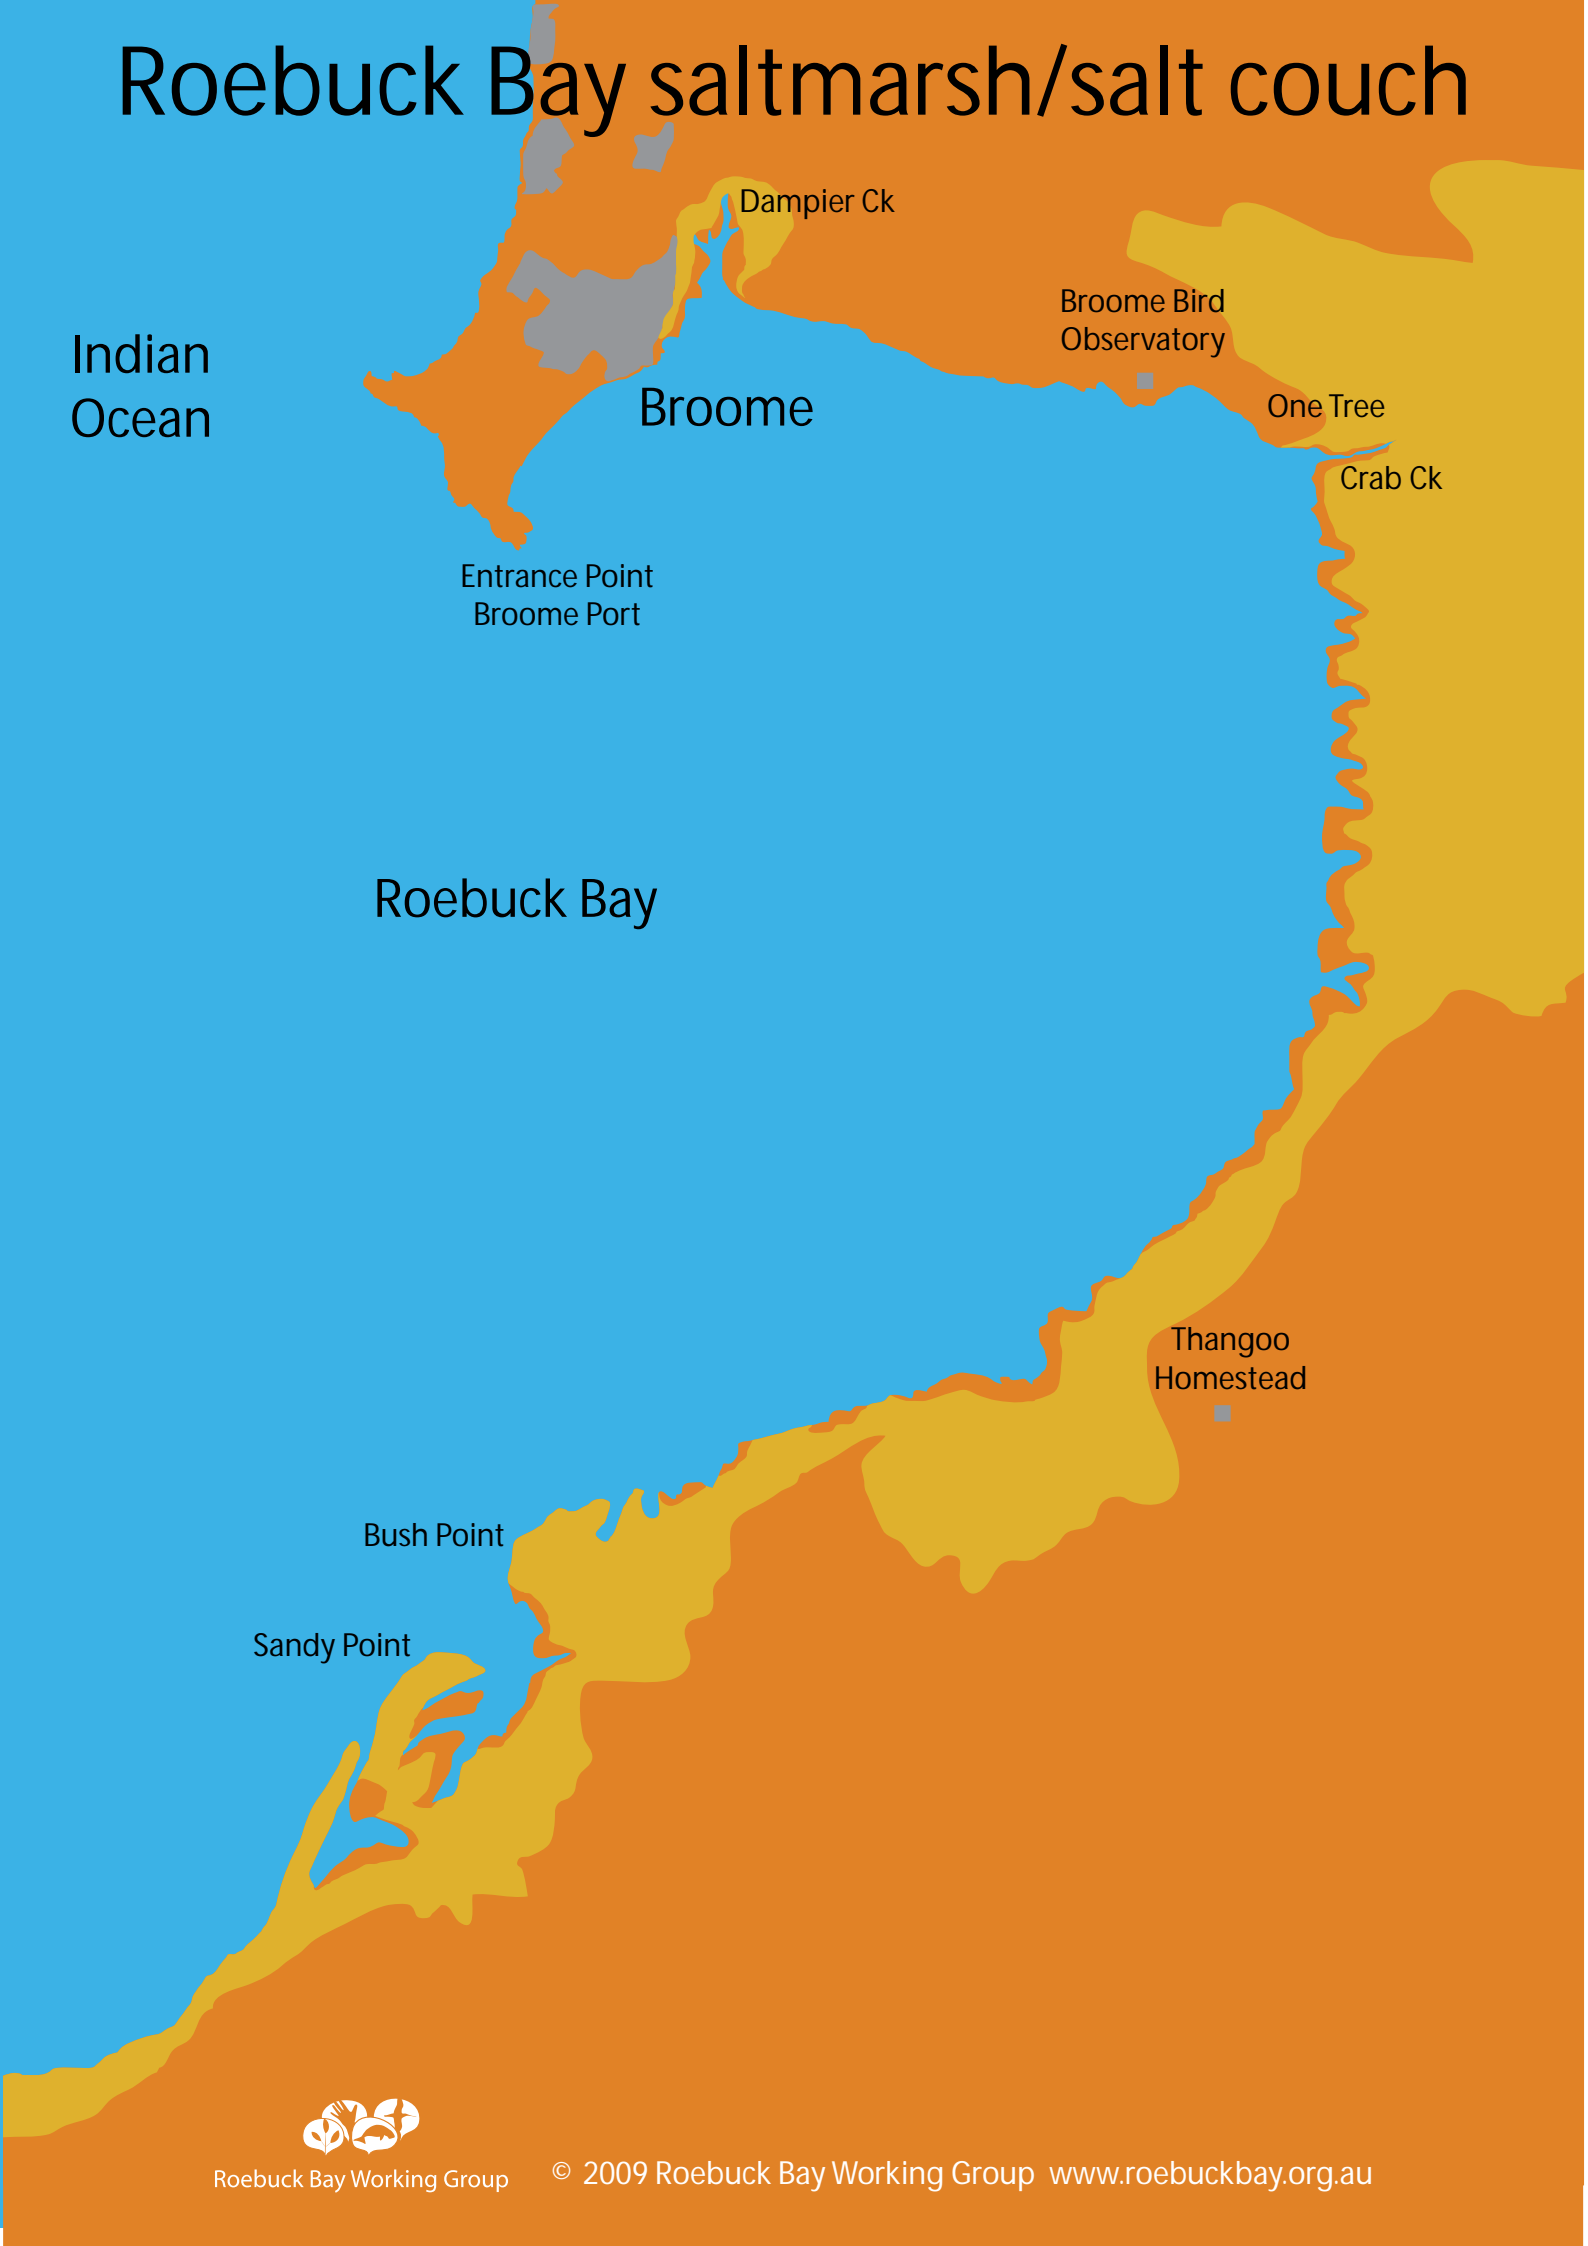 Roebuck Bay saltmarsh/salt couch
Dampier Ck
Broome Bird
Observatory
Indian
Ocean
Broome
One Tree
Crab Ck
Entrance Point
Broome Port
Roebuck Bay
Thangoo
Homestead
Bush Point
Sandy Point
Roebuck Bay Working Group
© 2009 Roebuck Bay Working Group www.roebuckbay.org.au